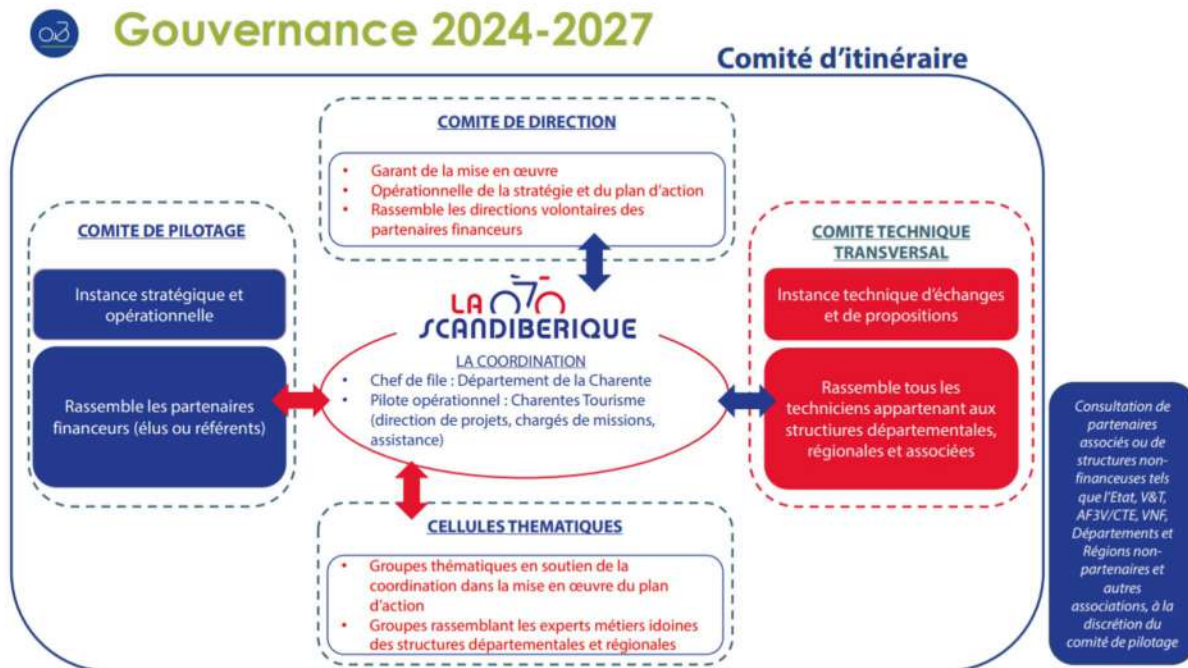 Gouvernance 2024-2027
Comité d'itinéraire
COMITE DE DIRECTION
• Garant de la mise en œuvre
• Opérationnelle de la stratégie et du plan d'action
• Rassemble les directions volontaires des
partenaires financeurs
COMITE DE PILOTAGE
Instance stratégique et
opérationnelle
Rassemble les partenaires
financeurs (élus ou référents)
LA
SCANDIBERIQUE
LA COORDINATION
• Chef de file : Département de la Charente
• Pilote opérationnel : Charentes Tourisme
(direction de projets, chargés de missions,
assistance)
COMITE TECHNIQUE
TRANSVERSAL
Instance technique d'échanges
et de propositions
Rassemble tous les
techniciens appartenant aux
structiures départementales,
régionales et associées
CELLULES THEMATIQUES
• Groupes thématiques en soutien de la
coordination dans la mise en œuvre du plan
d'action
• Groupes rassemblant les experts métiers idoines
des structures départementales et régionales
Consultation de
partenaires
associés ou de
structures non-
financeuses tels
que l'Etat, V&T,
AF3V/CTE, VNF,
Départements et
Régions non-
partenaires et
autres
associations, à la
discrétion du
comité de pilotage